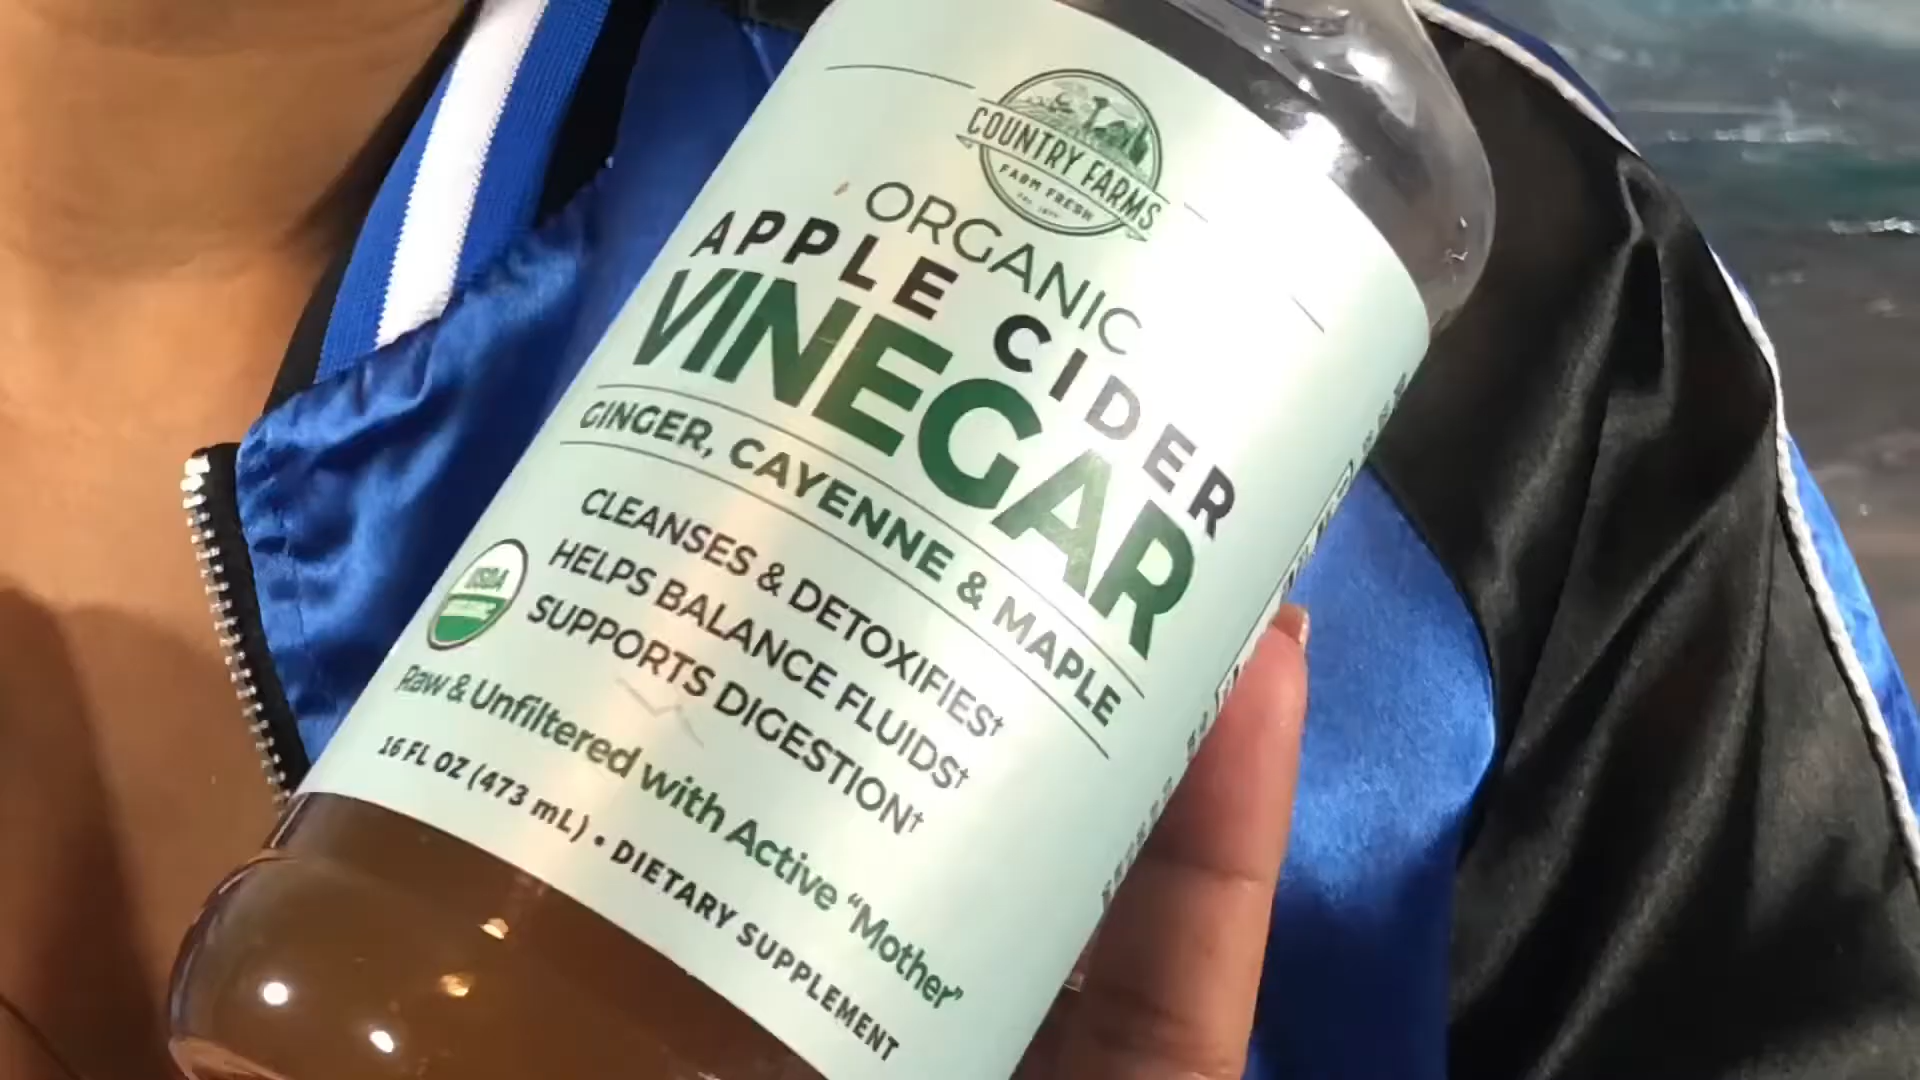 COUNTRY FARMS
FARM FRESH
ORGANIC
APPLE CIDER
VINEGAR
GINGER, CAYENNE & MAPLE
CLEANSES & DETOXIFIES†
HELPS BALANCE FLUIDS†
SUPPORTS DIGESTION†
USDA
ORGANIC
Raw & Unfiltered with Active “Mother”
16 FL OZ (473 mL) • DIETARY SUPPLEMENT